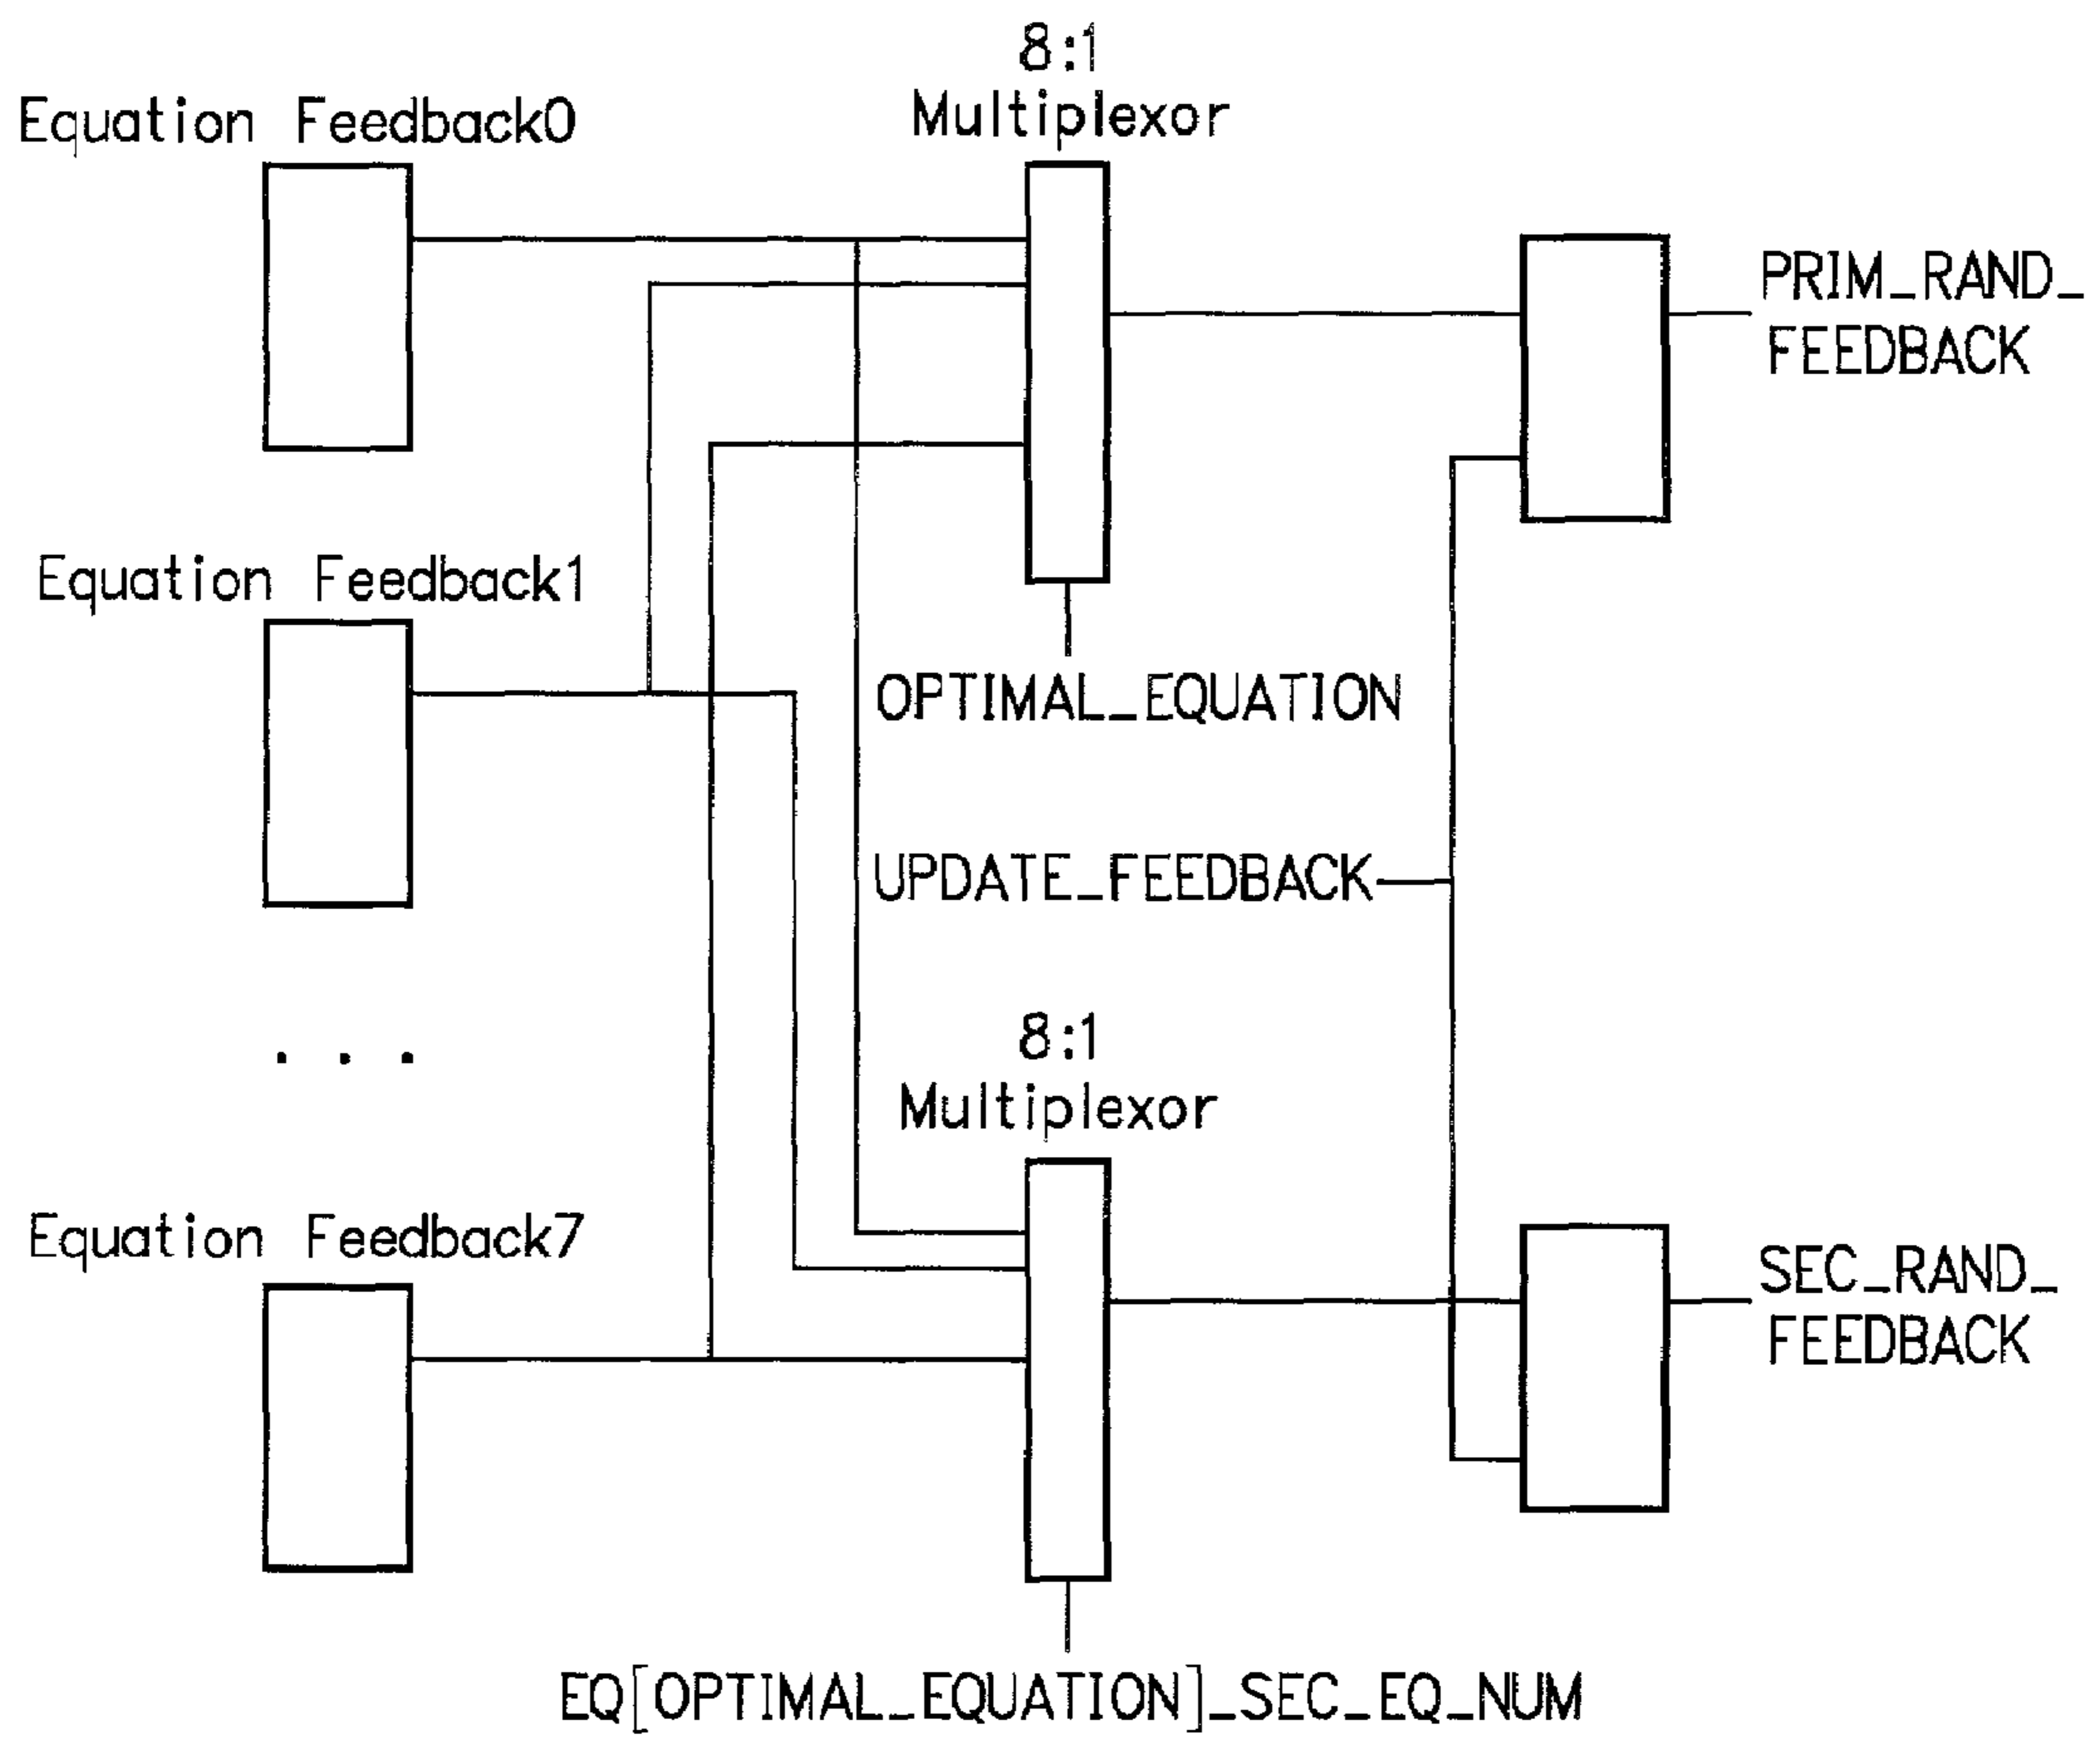 8:1
Multiplexor
Equation Feedback0
PRIM_RAND_
FEEDBACK
Equation Feedback1
OPTIMAL_EQUATION
UPDATE_FEEDBACK
. . .
8:1
Multiplexor
Equation Feedback7
SEC_RAND_
FEEDBACK
EQ[OPTIMAL_EQUATION]_SEC_EQ_NUM